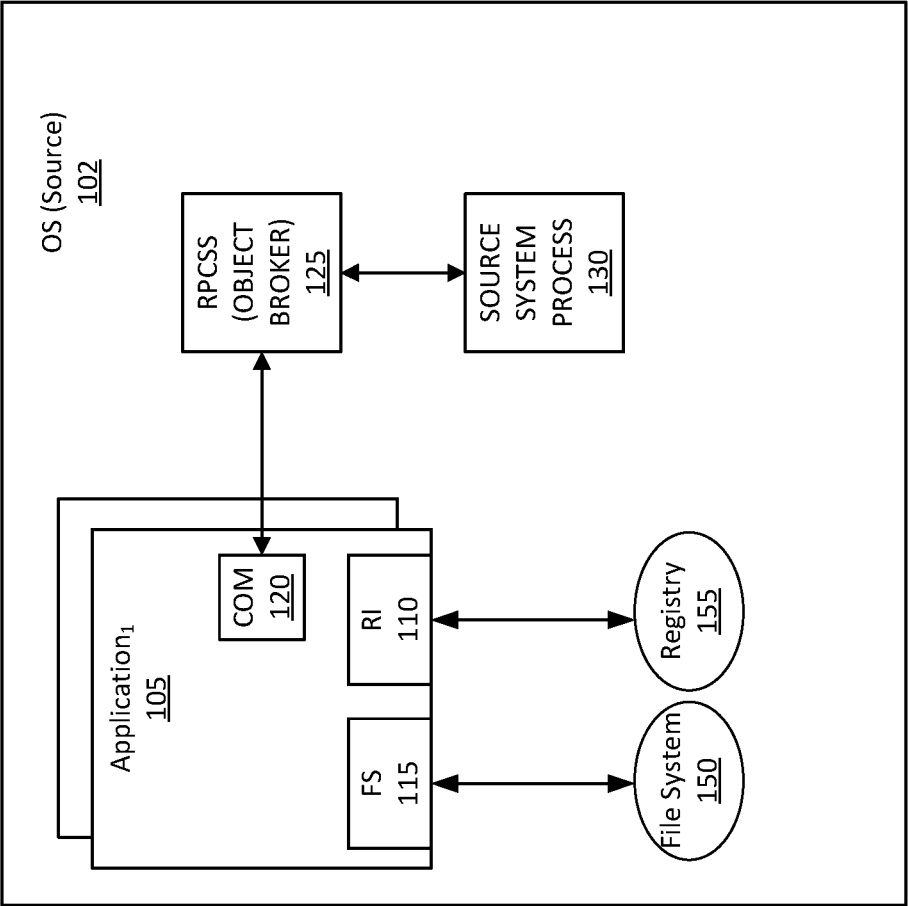 OS (Source)
102
Application₁
105
COM
120
RPCSS
(OBJECT
BROKER)
125
FS
115
RI
110
SOURCE
SYSTEM
PROCESS
130
File System
150
Registry
155